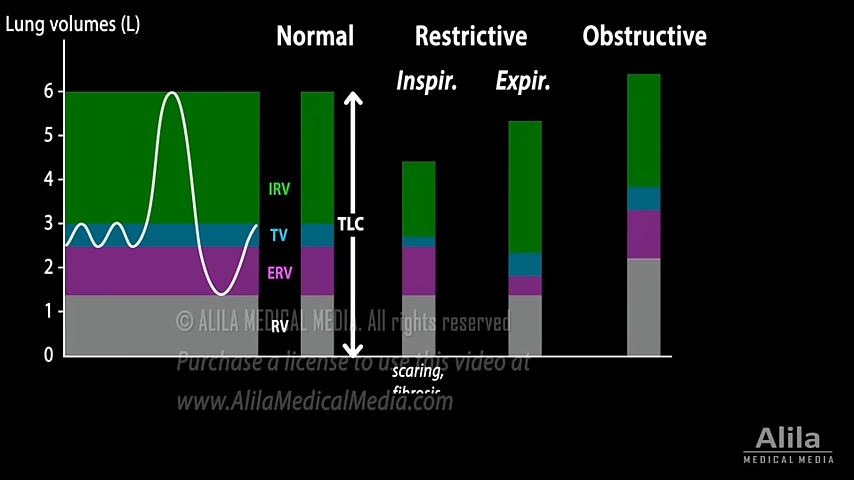 Lung volumes (L)
Normal
Restrictive
Obstructive
Inspir.
Expir.
6
5
4
3
2
1
0
IRV
TV
ERV
RV
TLC
© ALILA MEDICAL MEDIA. All rights reserved
Purchase a license to use this video at
www.AlilaMedicalMedia.com
scaring,
fibrosis
Alila
MEDICAL MEDIA